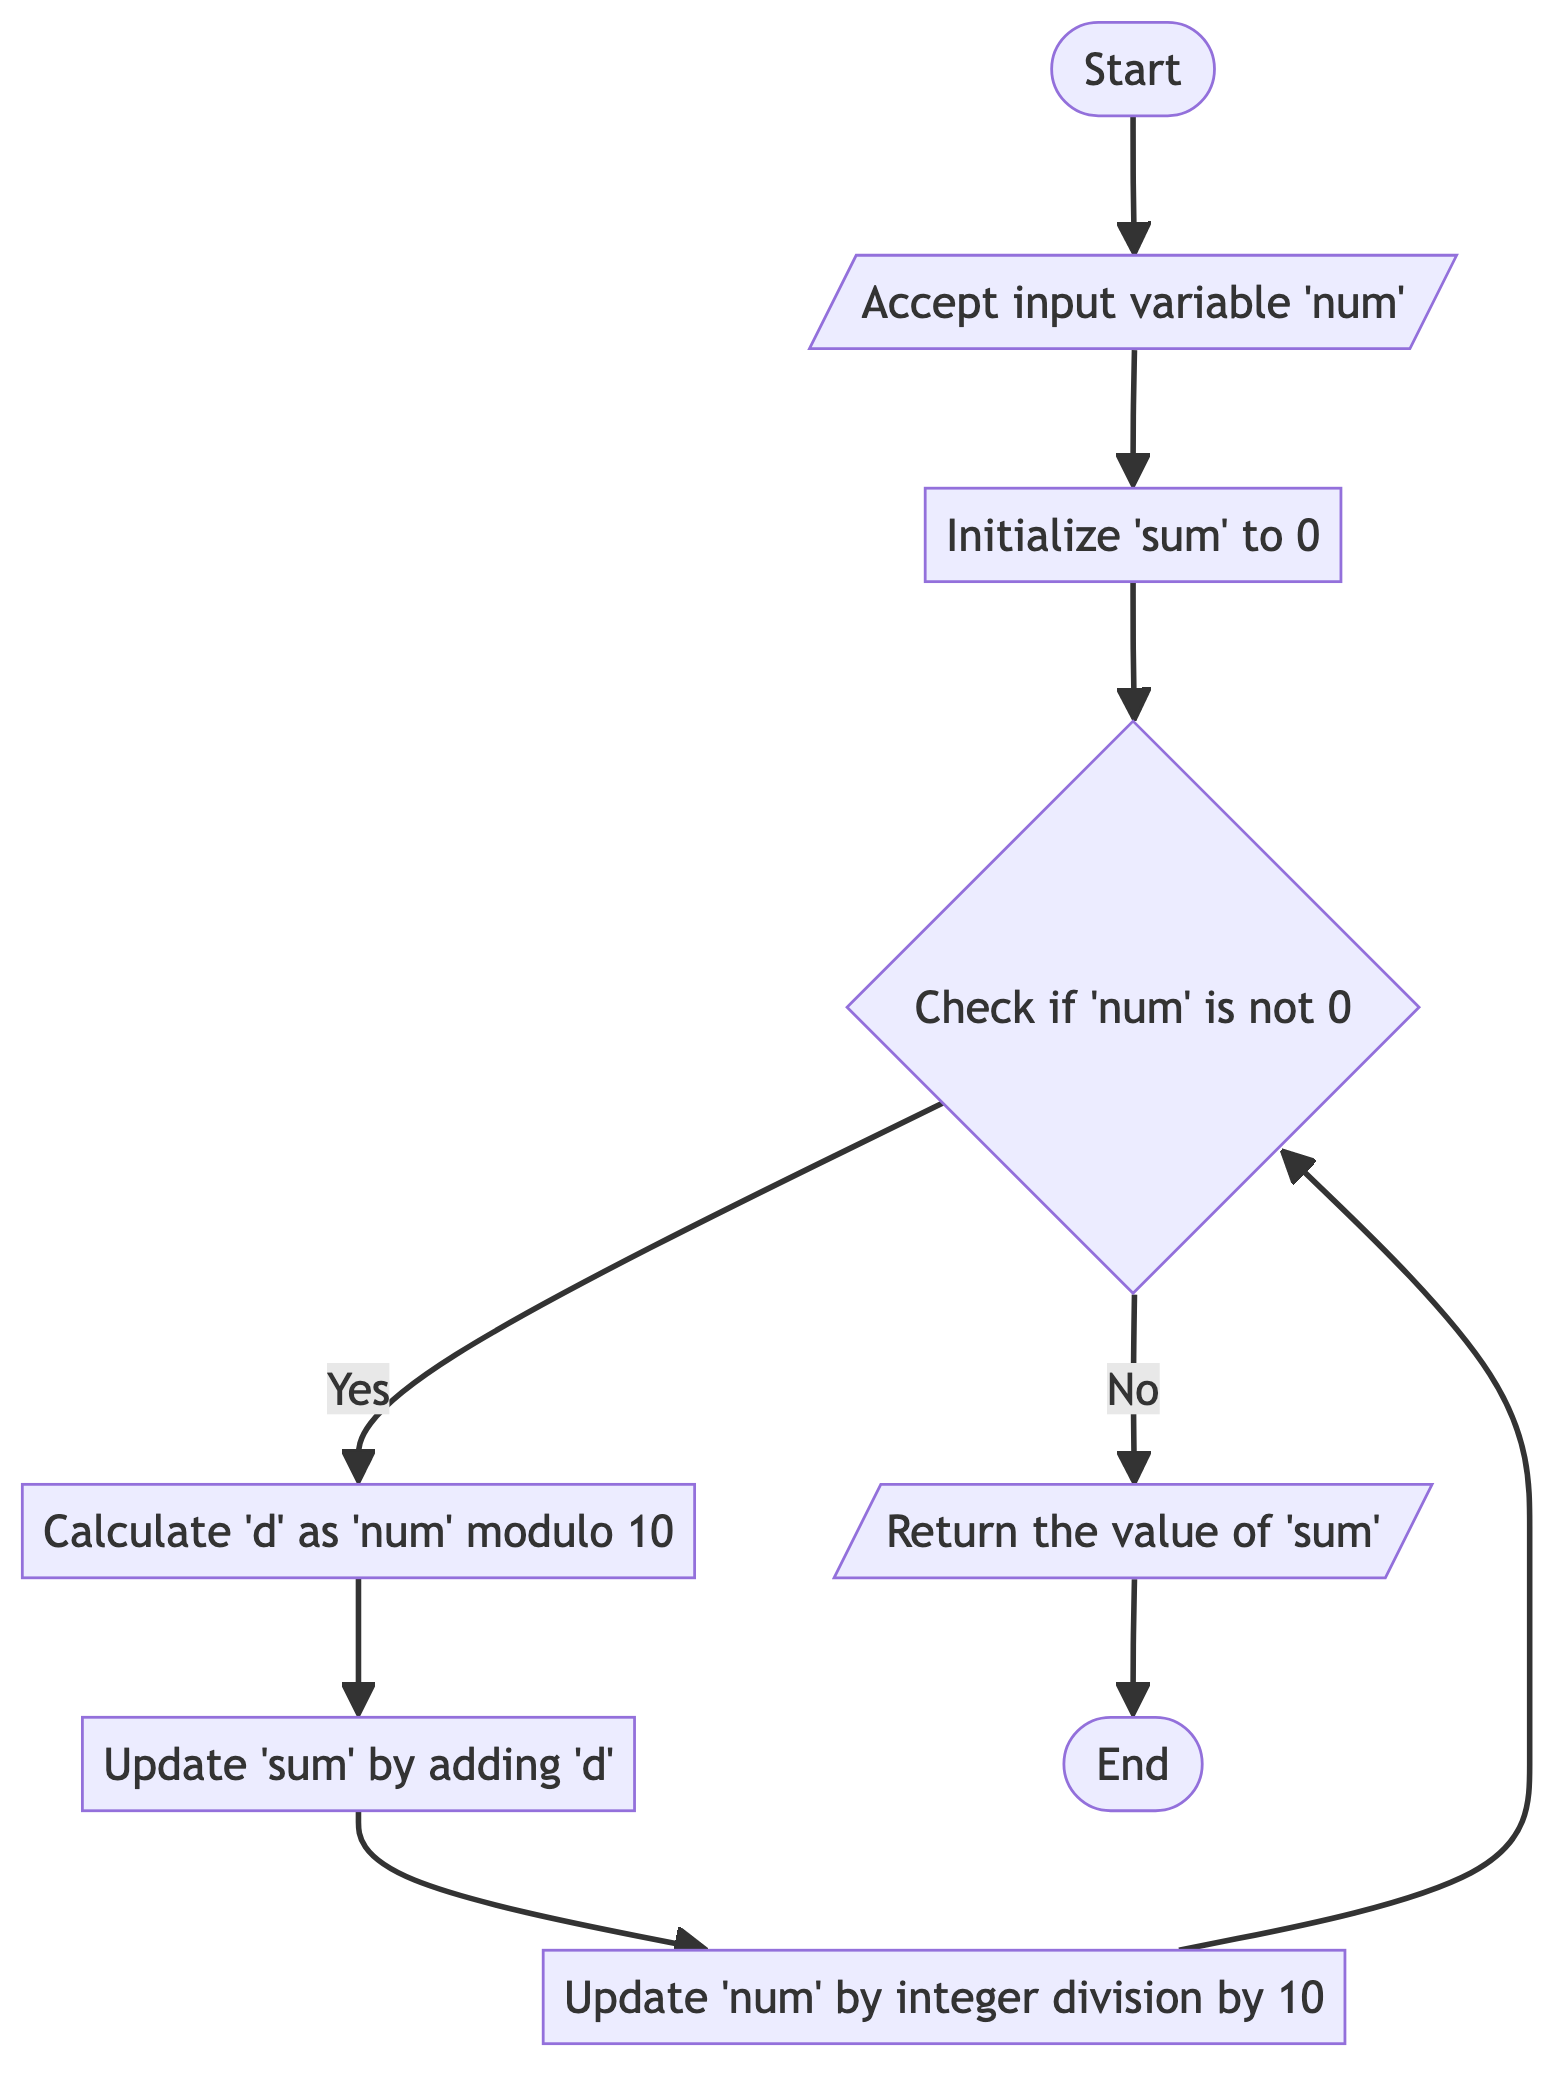 Start
Accept input variable 'num'
Initialize 'sum' to 0
Check if 'num' is not 0
Yes
No
Calculate 'd' as 'num' modulo 10
Return the value of 'sum'
Update 'sum' by adding 'd'
End
Update 'num' by integer division by 10